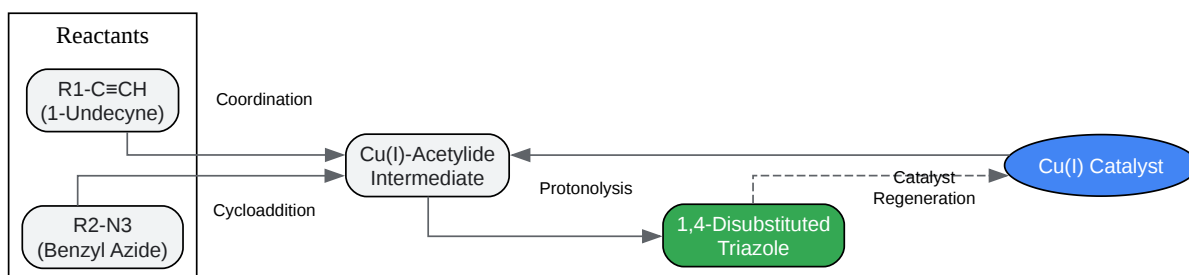 Reactants
R1-C≡CH
(1-Undecyne)
Coordination
Cu(I)-Acetylide
Intermediate
Cu(I) Catalyst
Protonolysis
Catalyst
Regeneration
R2-N3
(Benzyl Azide)
Cycloaddition
1,4-Disubstituted
Triazole